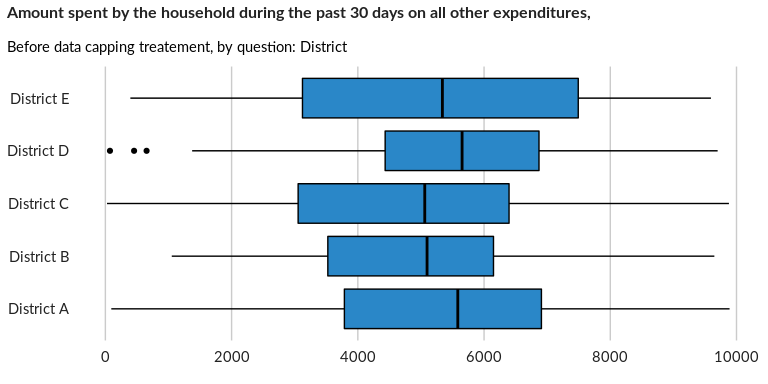 Amount spent by the household during the past 30 days on all other expenditures,
Before data capping treatement, by question: District
District E
District D
District C
District B
District A
0 2000 4000 6000 8000 10000